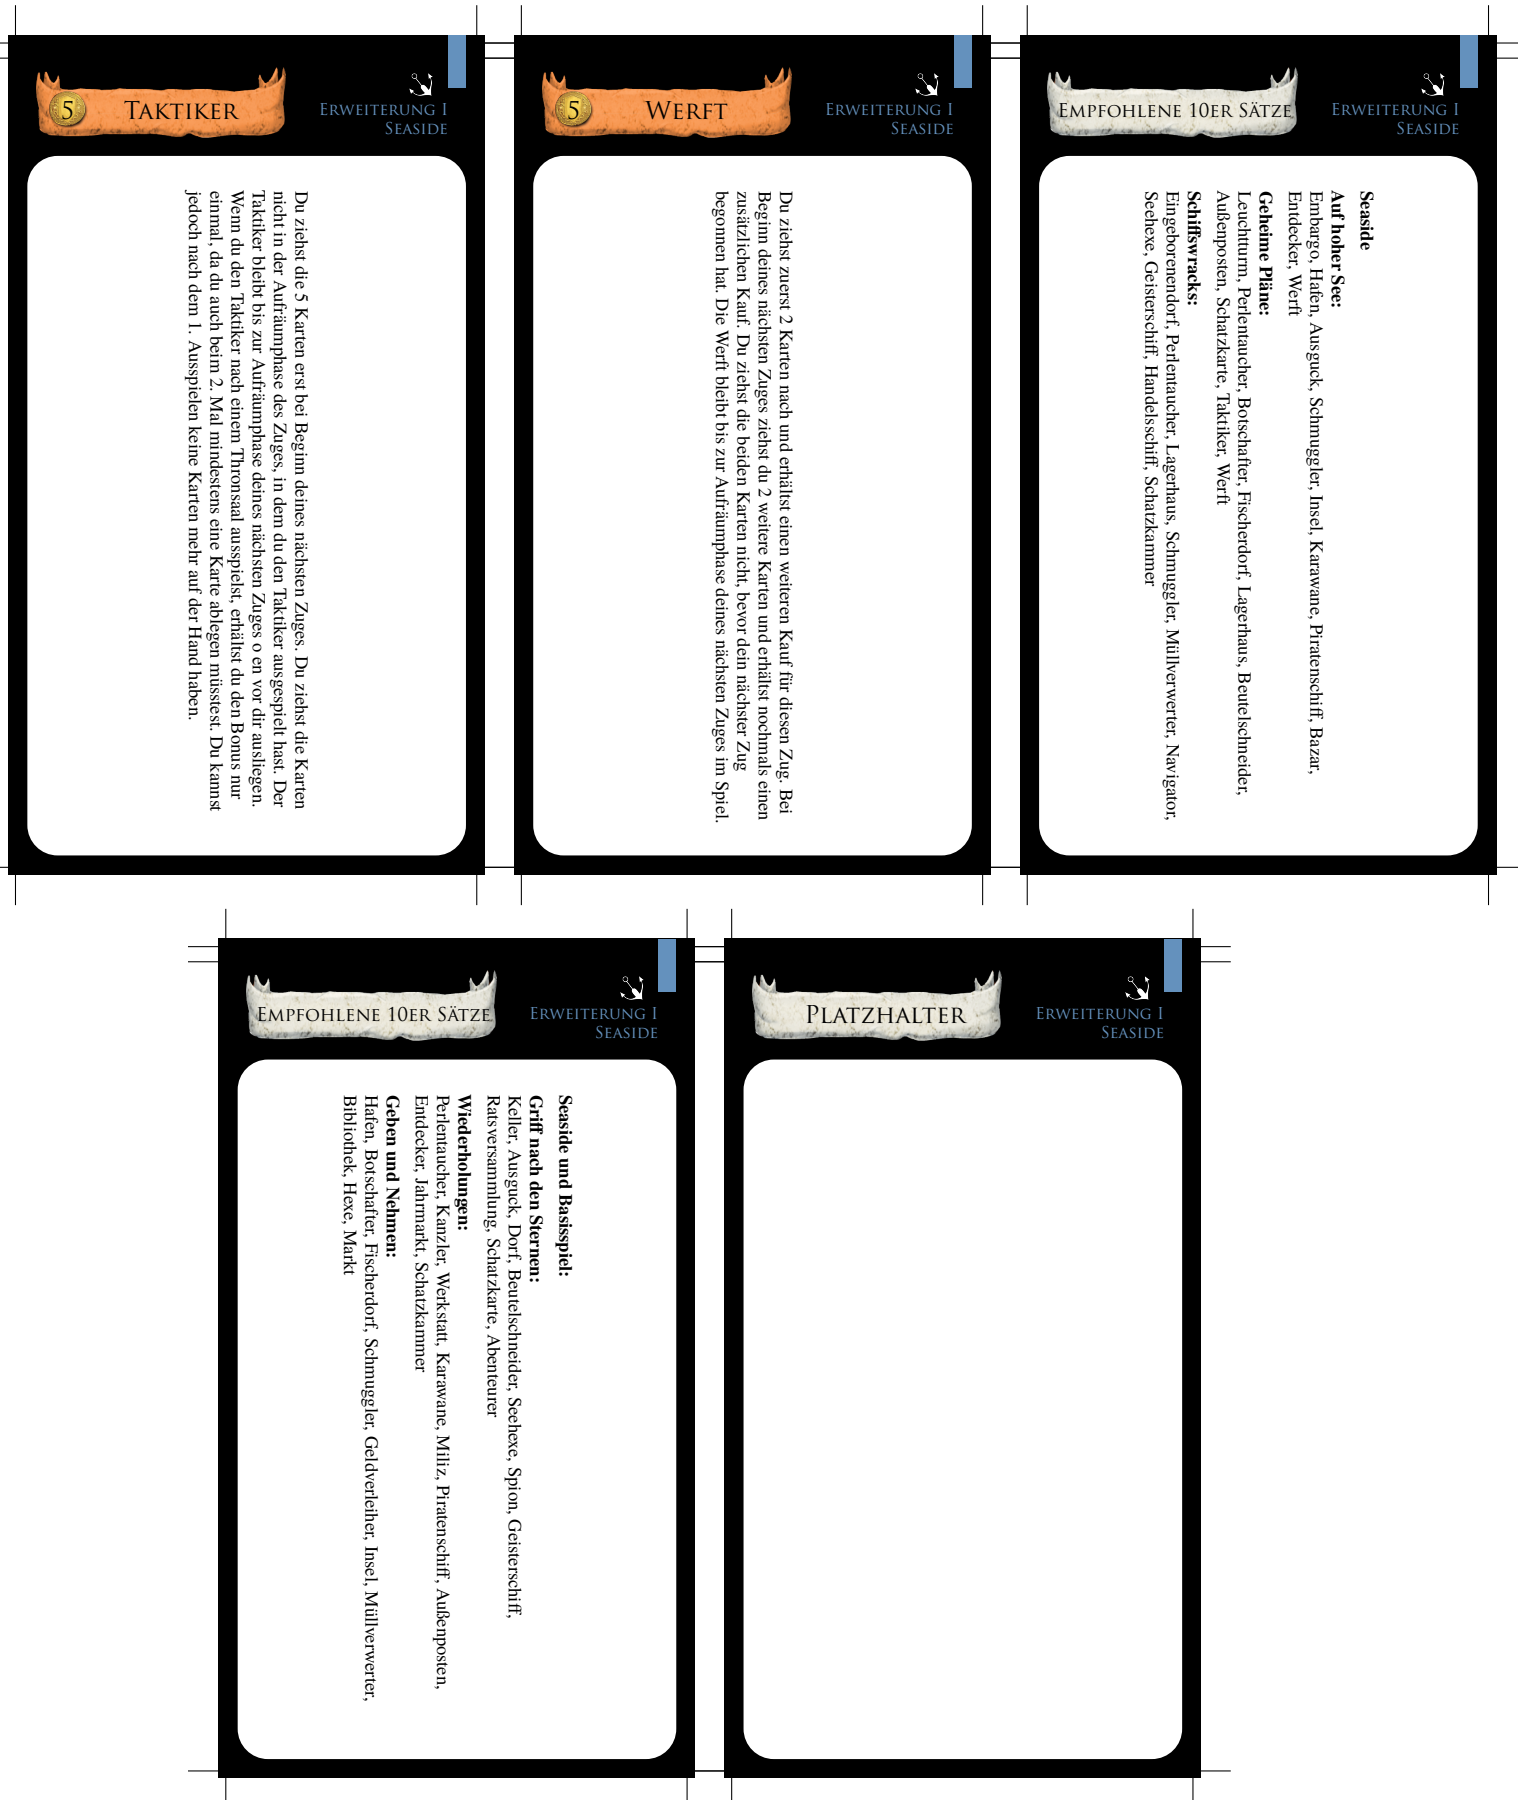 5
TAKTIKER
ERWEITERUNG I
SEASIDE
Du ziehst die 5 Karten erst bei Beginn deines nächsten Zuges. Du ziehst die Karten
nicht in der Aufräumphase des Zuges, in dem du den Taktiker ausgespielt hast. Der
Taktiker bleibt bis zur Aufräumphase deines nächsten Zuges o en vor dir ausliegen.
Wenn du den Taktiker nach einem Thronsaal ausspielst, erhältst du den Bonus nur
einmal, da du auch beim 2. Mal mindestens eine Karte ablegen müsstest. Du kannst
jedoch nach dem 1. Ausspielen keine Karten mehr auf der Hand haben.
5
WERFT
ERWEITERUNG I
SEASIDE
Du ziehst zuerst 2 Karten nach und erhältst einen weiteren Kauf für diesen Zug. Bei
Beginn deines nächsten Zuges ziehst du 2 weitere Karten und erhältst nochmals einen
zusätzlichen Kauf. Du ziehst die beiden Karten nicht, bevor dein nächster Zug
begonnen hat. Die Werft bleibt bis zur Aufräumphase deines nächsten Zuges im Spiel.
EMPFOHLENE 10ER SÄTZE
ERWEITERUNG I
SEASIDE
Seaside
Auf hoher See:
Embargo, Hafen, Ausguck, Schmuggler, Insel, Karawane, Piratenschiff, Bazar,
Entdecker, Werft
Geheime Pläne:
Leuchtturm, Perlentaucher, Botschafter, Fischerdorf, Lagerhaus, Beutelschneider,
Außenposten, Schatzkarte, Taktiker, Werft
Schiffswracks:
Eingeborenendorf, Perlentaucher, Lagerhaus, Schmuggler, Müllverwerter, Navigator,
Seehexe, Geisterschiff, Handelsschiff, Schatzkammer
EMPFOHLENE 10ER SÄTZE
ERWEITERUNG I
SEASIDE
Seaside und Basisspiel:
Griff nach den Sternen:
Keller, Ausguck, Dorf, Beutelschneider, Seehexe, Spion, Geisterschiff,
Ratsversammlung, Schatzkarte, Abenteurer
Wiederholungen:
Perlentaucher, Kanzler, Werkstatt, Karawane, Miliz, Piratenschiff, Außenposten,
Entdecker, Jahrmarkt, Schatzkammer
Geben und Nehmen:
Hafen, Botschafter, Fischerdorf, Schmuggler, Geldverleiher, Insel, Müllverwerter,
Bibliothek, Hexe, Markt
PLATZHALTER
ERWEITERUNG I
SEASIDE